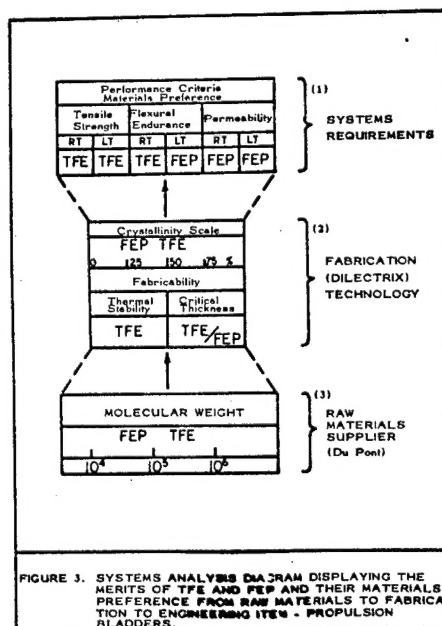 Performance Criteria
Materials Preference
Tensile Strength
Flexural Endurance
Permeability
RT LT RT LT RT LT
TFE TFE TFE FEP FEP FEP
(1)
SYSTEMS
REQUIREMENTS
Crystallinity Scale
FEP TFE
0 25 50 75 %
Fabricability
Thermal Stability
Critical Thickness
TFE TFE/FEP
(2)
FABRICATION
(DILECTRIX)
TECHNOLOGY
MOLECULAR WEIGHT
FEP TFE
10⁴ 10⁵ 10⁶
(3)
RAW
MATERIALS
SUPPLIER
(Du Pont)
FIGURE 3. SYSTEMS ANALYSIS DIAGRAM DISPLAYING THE
MERITS OF TFE AND FEP AND THEIR MATERIALS
PREFERENCE FROM RAW MATERIALS TO FABRICA
TION TO ENGINEERING ITEM - PROPULSION
BLADDERS.